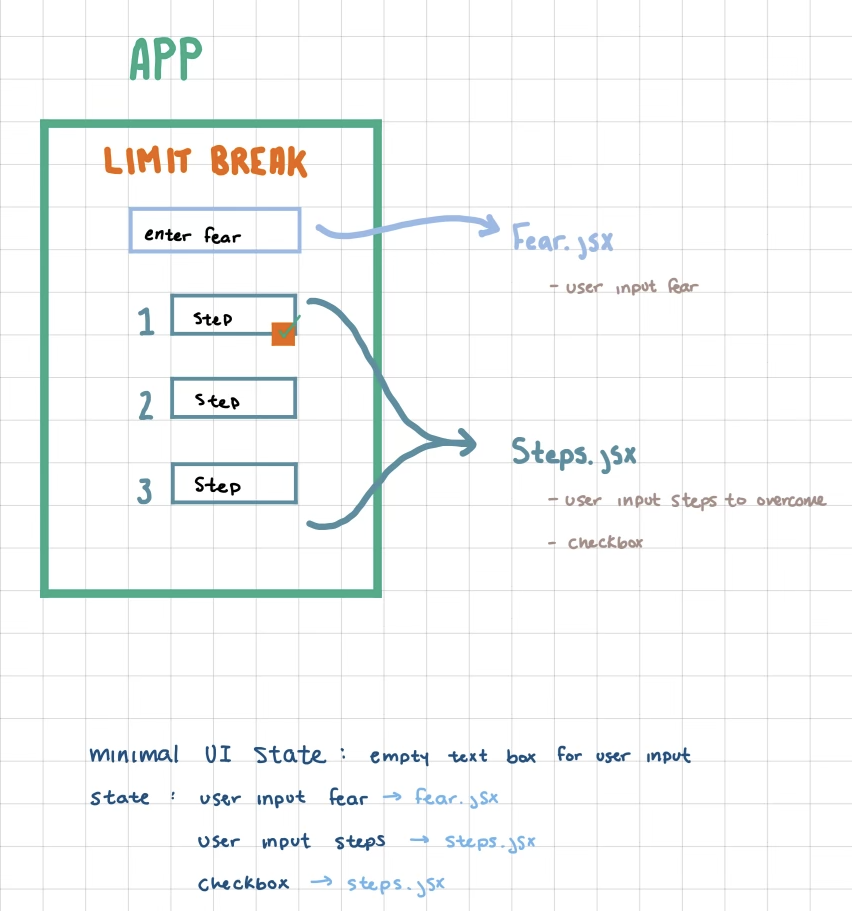 APP
LIMIT BREAK
enter fear
Fear.jsx
- user input fear
1 Step
2 Step
3 Step
Steps.jsx
- user input steps to overcome
- checkbox
minimal UI state : empty text box for user input
state : user input fear → fear.jsx
user input steps → steps.jsx
checkbox → steps.jsx